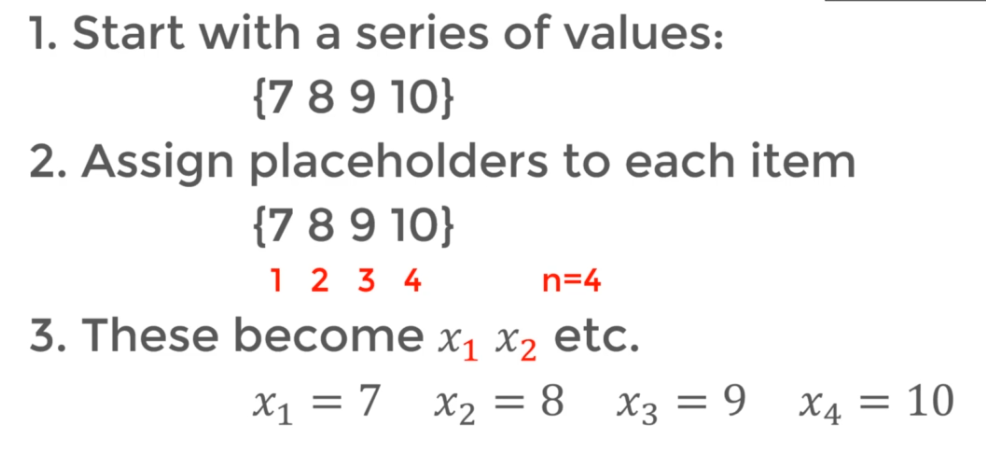 1. Start with a series of values:
{7 8 9 10}
2. Assign placeholders to each item
{7 8 9 10}
1 2 3 4 n=4
3. These become x₁ x₂ etc.
x₁ = 7 x₂ = 8 x₃ = 9 x₄ = 10